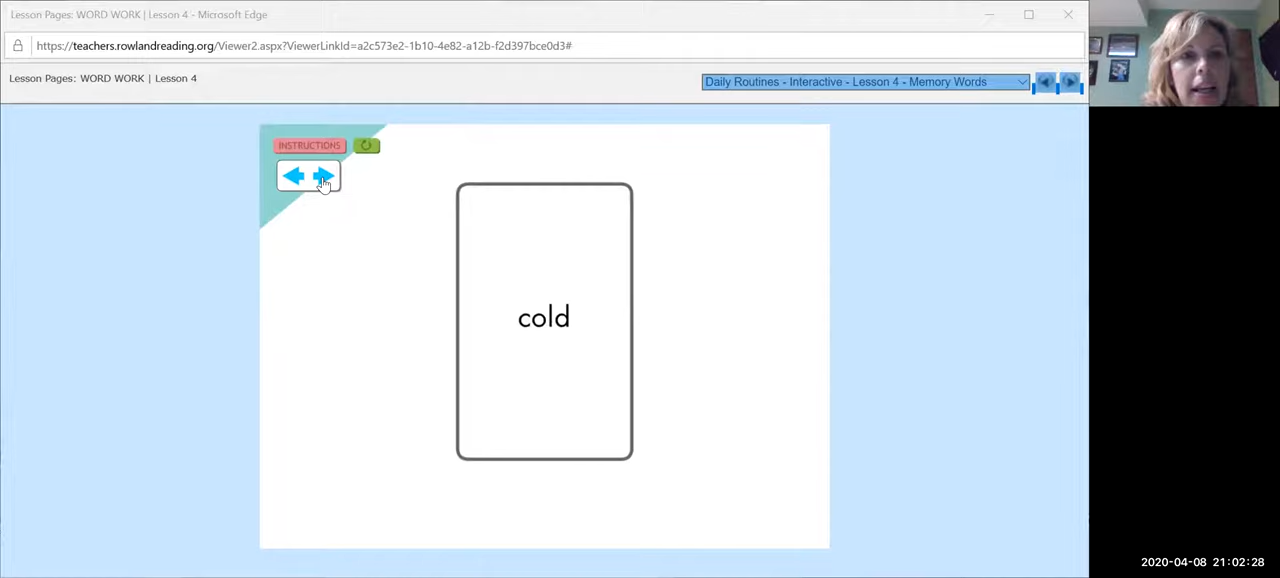 Lesson Pages: WORD WORK | Lesson 4 - Microsoft Edge
https://teachers.rowlandreading.org/Viewer2.aspx?ViewerLinkId=a2c573e2-1b10-4e82-a12b-f2d397bce0d3#
Lesson Pages: WORD WORK | Lesson 4
Daily Routines - Interactive - Lesson 4 - Memory Words
INSTRUCTIONS
cold
2020-04-08 21:02:28